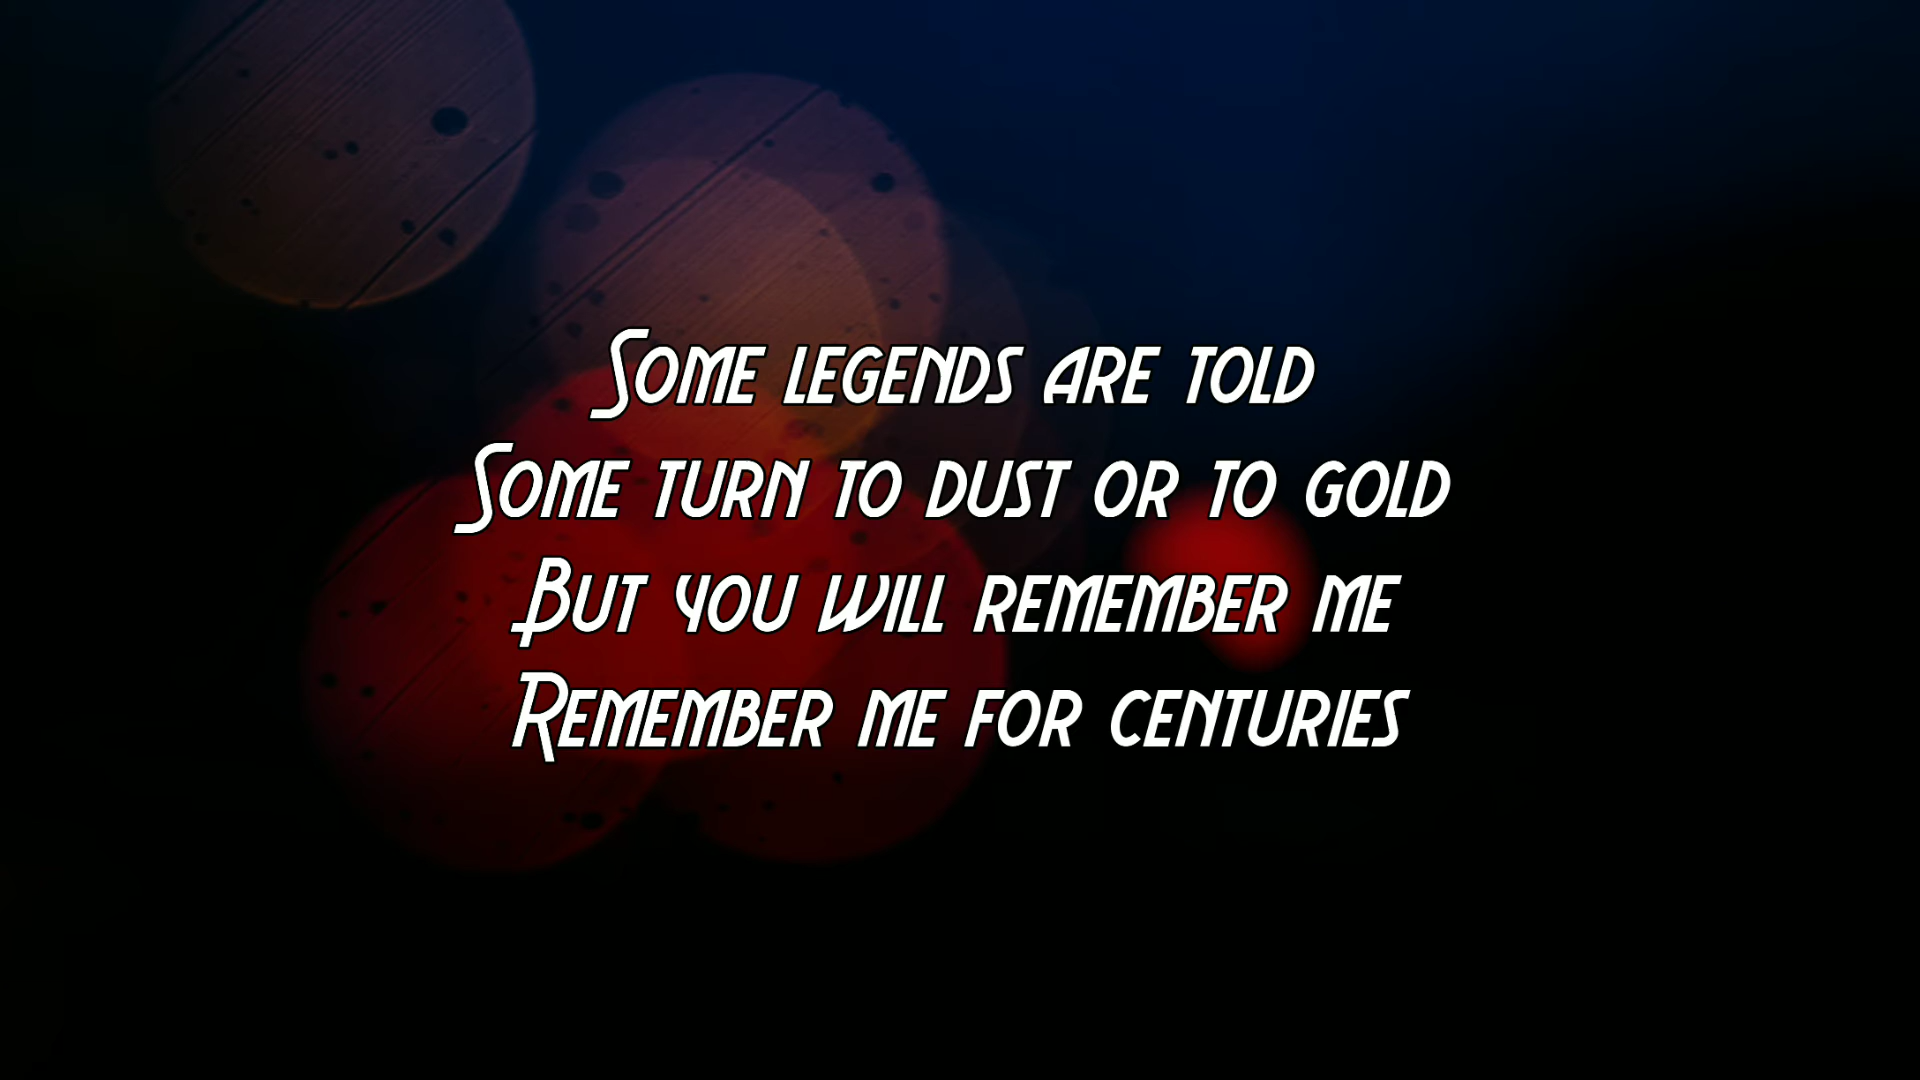 Some legends are told
Some turn to dust or to gold
But you will remember me
Remember me for centuries